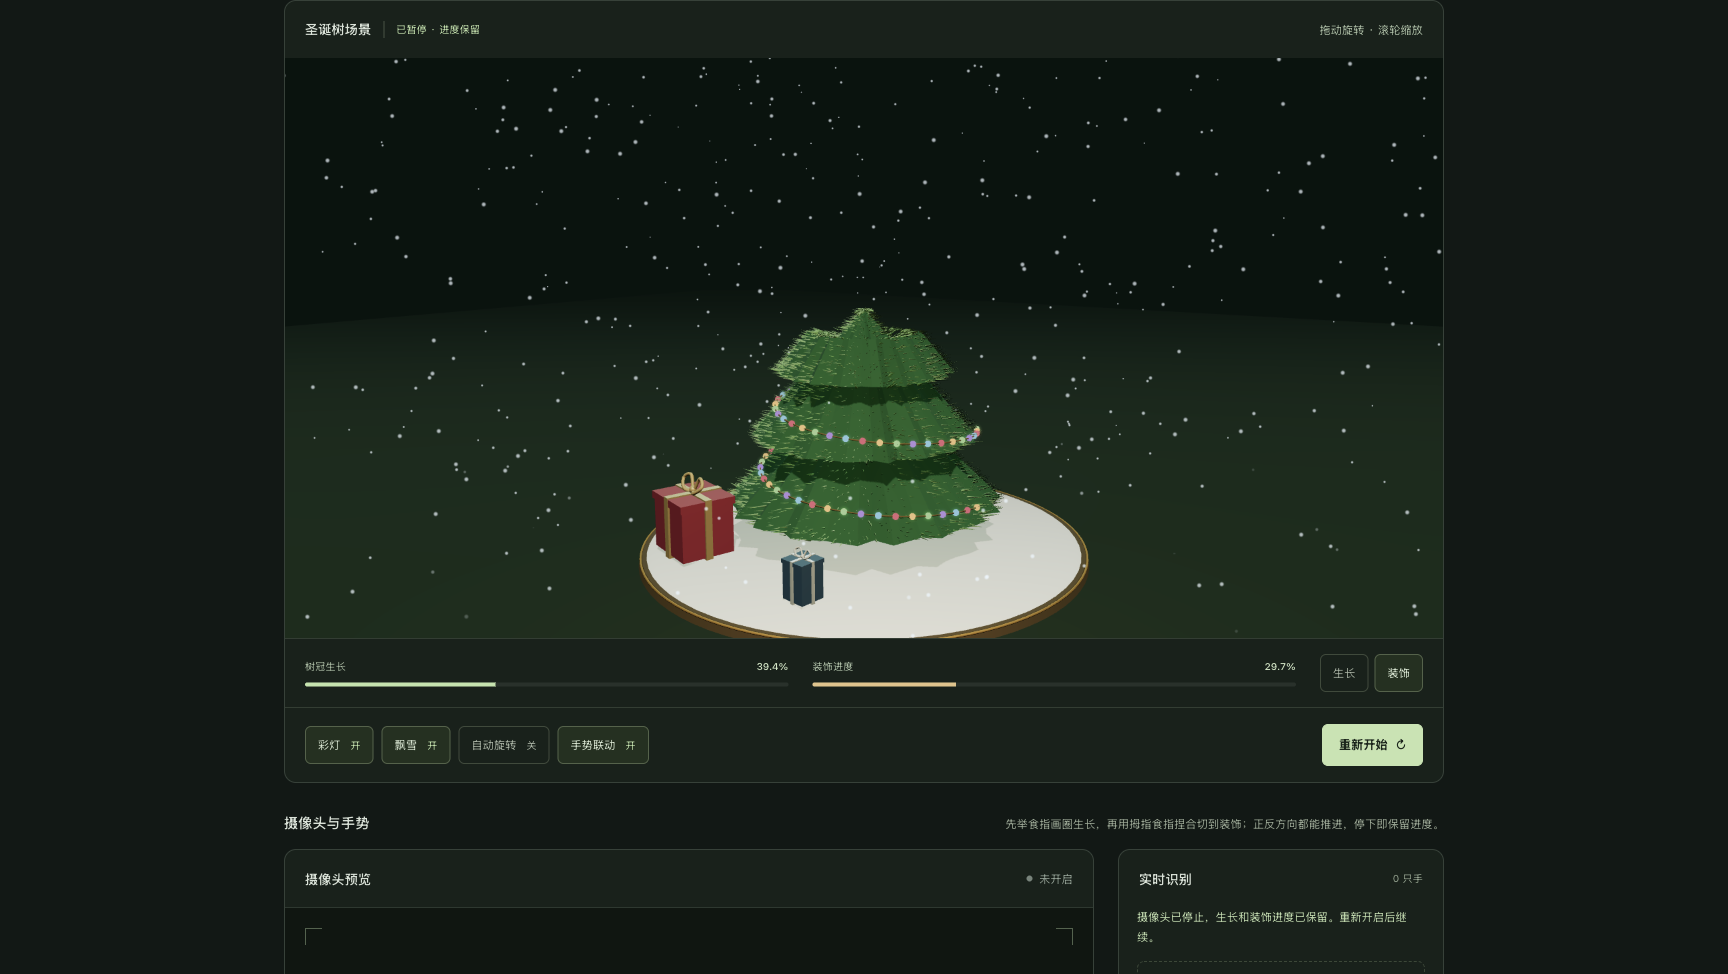 圣诞树场景
已暂停 · 进度保留
拖动旋转 · 滚轮缩放
树冠生长
39.4%
装饰进度
29.7%
生长
装饰
彩灯 开
飘雪 开
自动旋转 关
手势联动 开
重新开始
摄像头与手势
先举食指画圈生长，再用拇指食指捏合切到装饰；正反方向都能推进，停下即保留进度。
摄像头预览
未开启
实时识别
0 只手
摄像头已停止，生长和装饰进度已保留。重新开启后继
续。